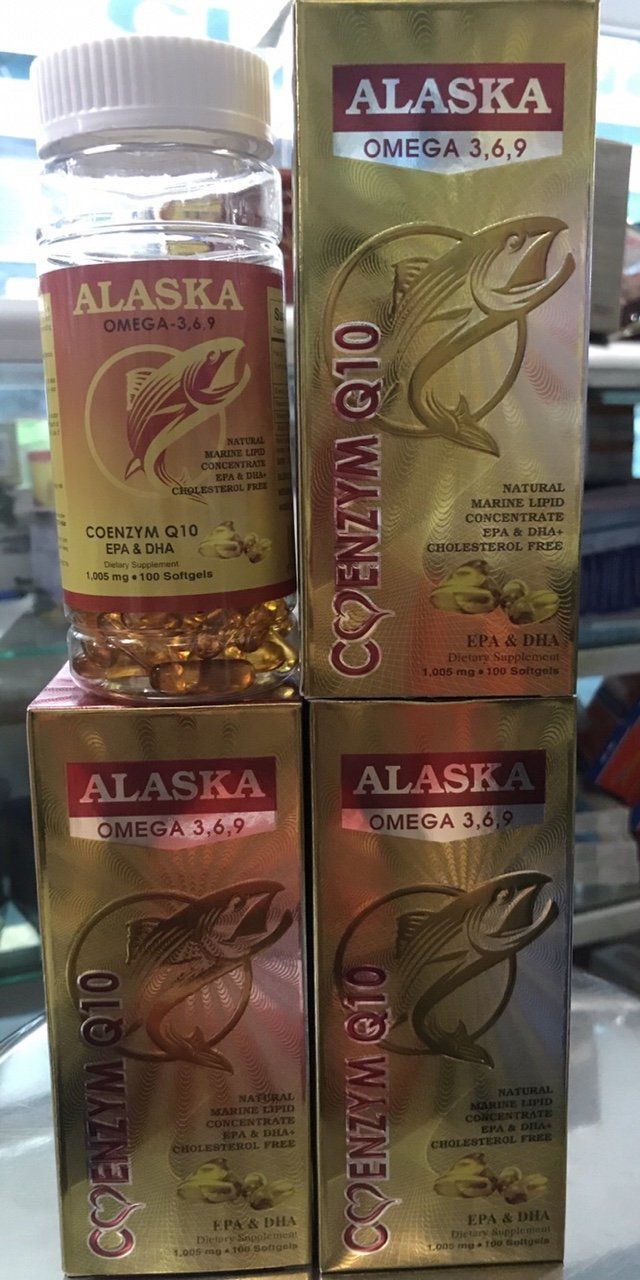 ALASKA
OMEGA-3,6,9
NATURAL
MARINE LIPID
CONCENTRATE
EPA & DHA+
CHOLESTEROL FREE
COENZYM Q10
EPA & DHA
Dietary Supplement
1,005 mg • 100 Softgels
ALASKA
OMEGA 3,6,9
COENZYM Q10
NATURAL
MARINE LIPID
CONCENTRATE
EPA & DHA+
CHOLESTEROL FREE
EPA & DHA
Dietary Supplement
1,005 mg • 100 Softgels
ALASKA
OMEGA 3,6,9
COENZYM Q10
NATURAL
MARINE LIPID
CONCENTRATE
EPA & DHA+
CHOLESTEROL FREE
EPA & DHA
Dietary Supplement
1,005 mg • 100 Softgels
ALASKA
OMEGA 3,6,9
COENZYM Q10
NATURAL
MARINE LIPID
CONCENTRATE
EPA & DHA+
CHOLESTEROL FREE
EPA & DHA
Dietary Supplement
1,005 mg • 100 Softgels